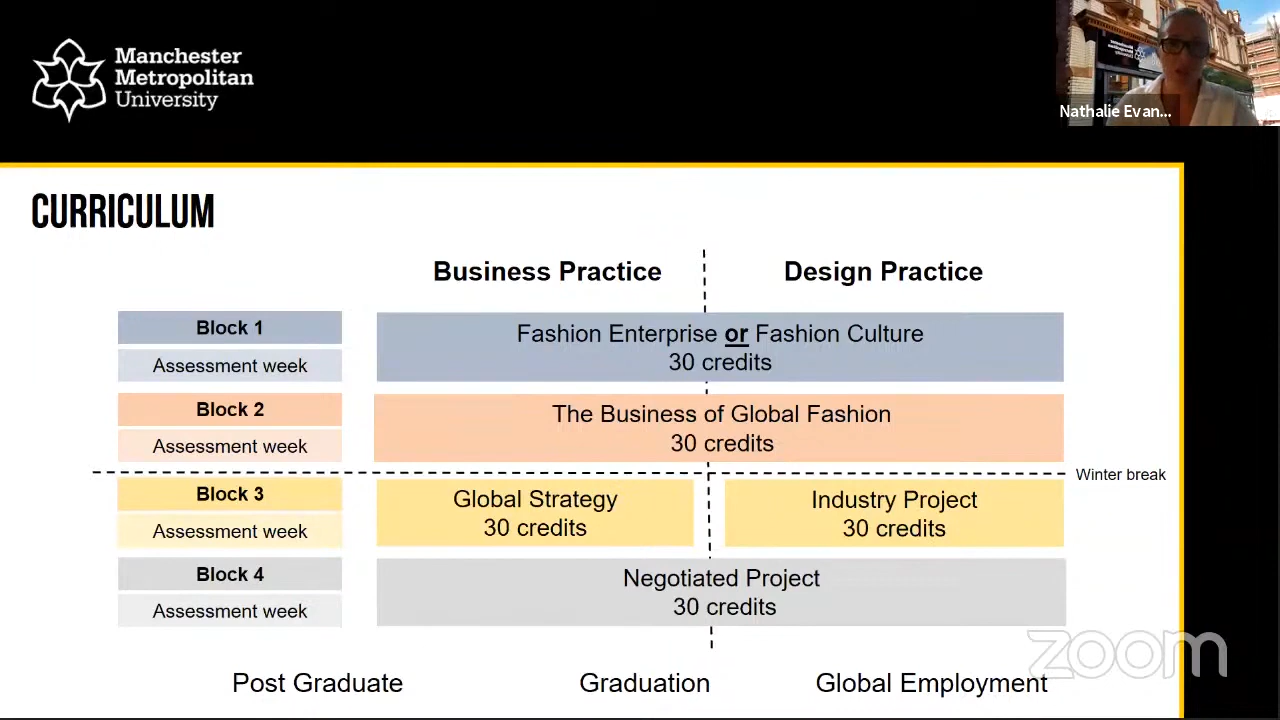 Manchester
Metropolitan
University
Nathalie Evan...
CURRICULUM
Business Practice
Design Practice
Block 1
Assessment week
Fashion Enterprise or Fashion Culture
30 credits
Block 2
Assessment week
The Business of Global Fashion
30 credits
Winter break
Block 3
Assessment week
Global Strategy
30 credits
Industry Project
30 credits
Block 4
Assessment week
Negotiated Project
30 credits
zoom
Post Graduate
Graduation
Global Employment